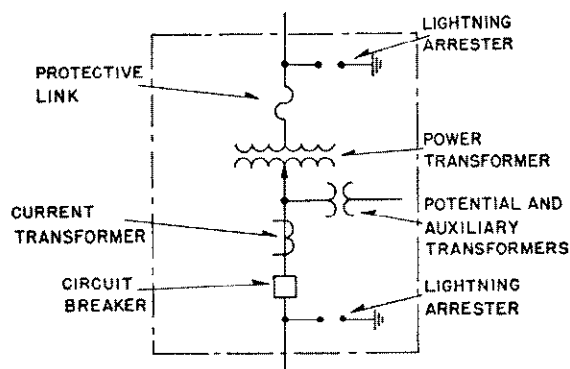 LIGHTNING
ARRESTER
PROTECTIVE
LINK
POWER
TRANSFORMER
POTENTIAL AND
AUXILIARY
TRANSFORMERS
CURRENT
TRANSFORMER
CIRCUIT
BREAKER
LIGHTNING
ARRESTER